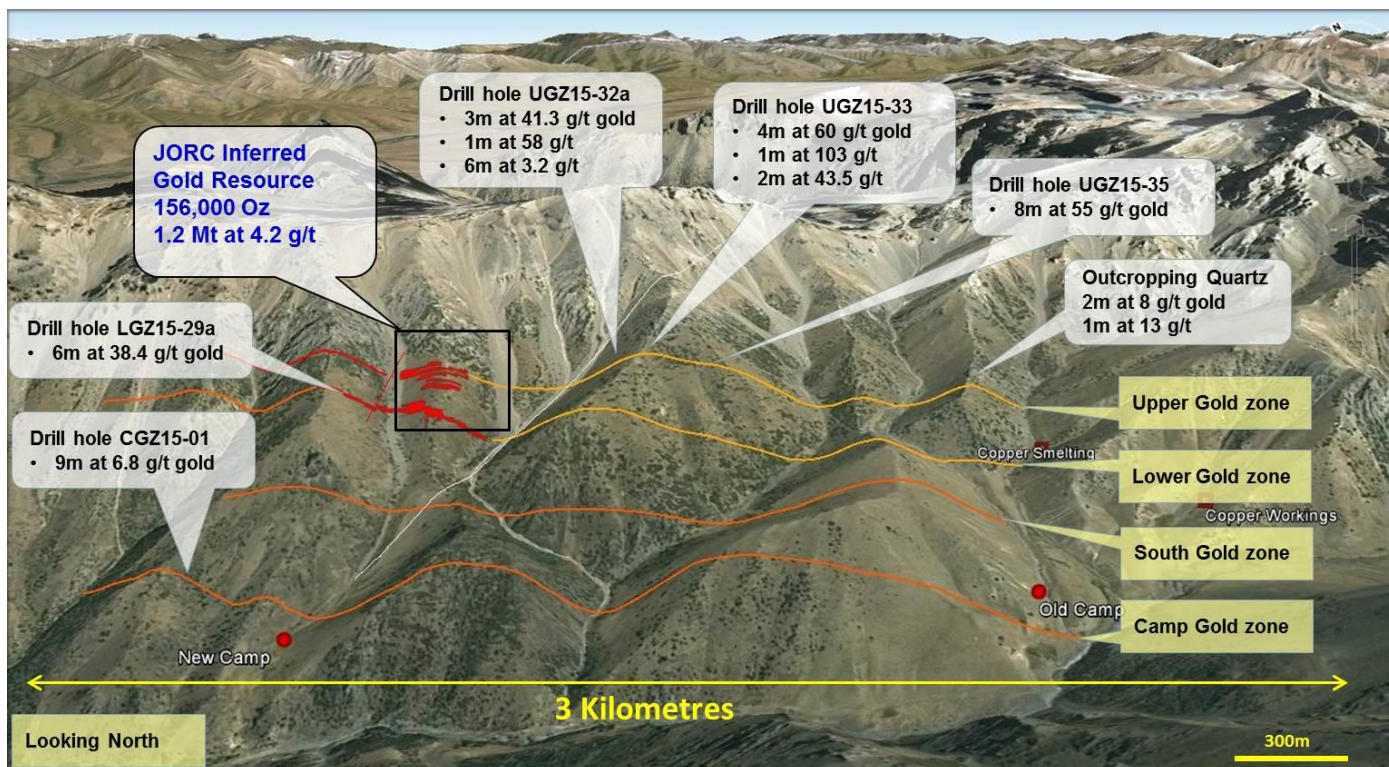 N
Drill hole UGZ15-32a
• 3m at 41.3 g/t gold
• 1m at 58 g/t
• 6m at 3.2 g/t
Drill hole UGZ15-33
• 4m at 60 g/t gold
• 1m at 103 g/t
• 2m at 43.5 g/t
JORC Inferred
Gold Resource
156,000 Oz
1.2 Mt at 4.2 g/t
Drill hole UGZ15-35
• 8m at 55 g/t gold
Outcropping Quartz
2m at 8 g/t gold
1m at 13 g/t
Drill hole LGZ15-29a
• 6m at 38.4 g/t gold
Drill hole CGZ15-01
• 9m at 6.8 g/t gold
Upper Gold zone
Copper Smelting
Lower Gold zone
Copper Workings
South Gold zone
Old Camp
Camp Gold zone
New Camp
3 Kilometres
Looking North
300m